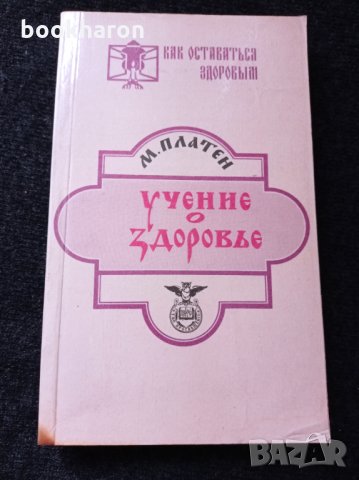 bookharon
КАК ОСТАВАТЬСЯ
ЗДОРОВЫМ
М. ПЛАТЕН
УЧЕНИЕ
О
ЗДОРОВЬЕ
BAZAR